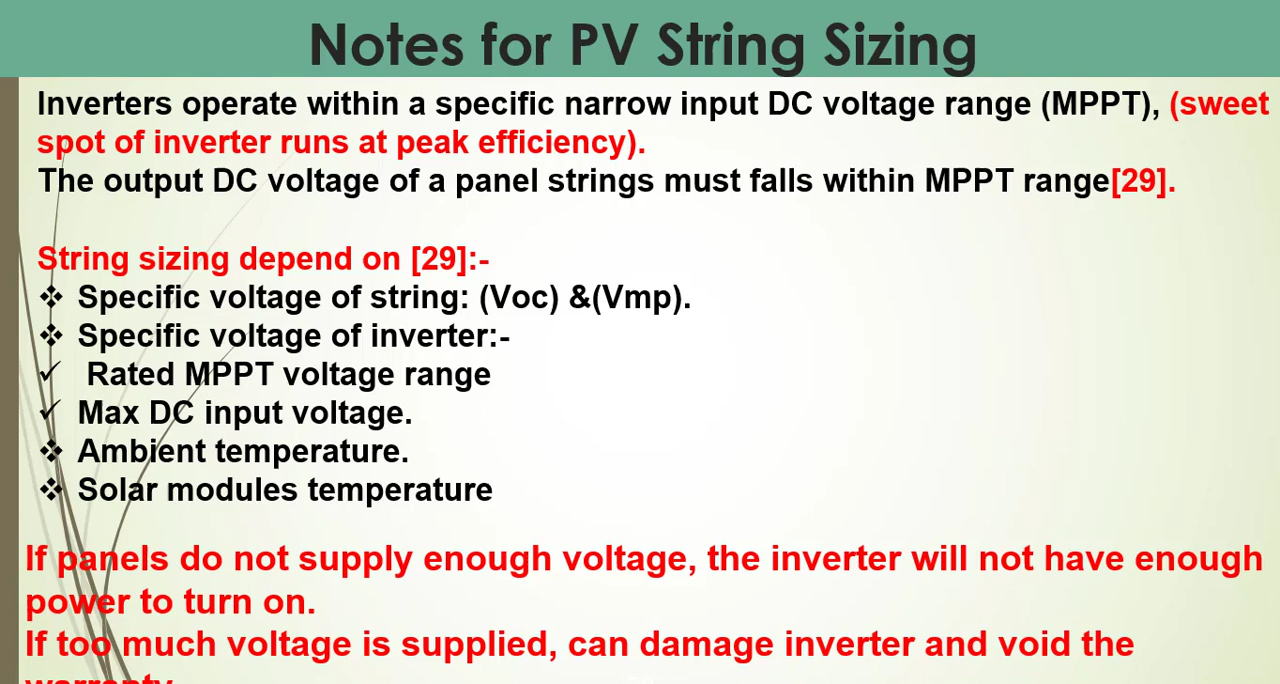 Notes for PV String Sizing
Inverters operate within a specific narrow input DC voltage range (MPPT), (sweet
spot of inverter runs at peak efficiency).
The output DC voltage of a panel strings must falls within MPPT range[29].
String sizing depend on [29]:-
❖ Specific voltage of string: (Voc) &(Vmp).
❖ Specific voltage of inverter:-
✓ Rated MPPT voltage range
✓ Max DC input voltage.
❖ Ambient temperature.
❖ Solar modules temperature
If panels do not supply enough voltage, the inverter will not have enough
power to turn on.
If too much voltage is supplied, can damage inverter and void the
warranty